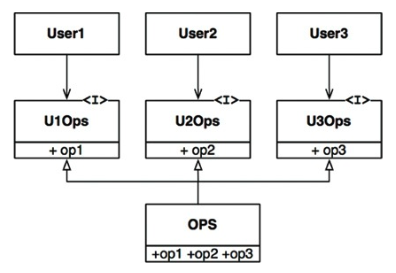 User1 User2 User3
<I> <I> <I>
U1Ops U2Ops U3Ops
+ op1 + op2 + op3
OPS
+op1 +op2 +op3